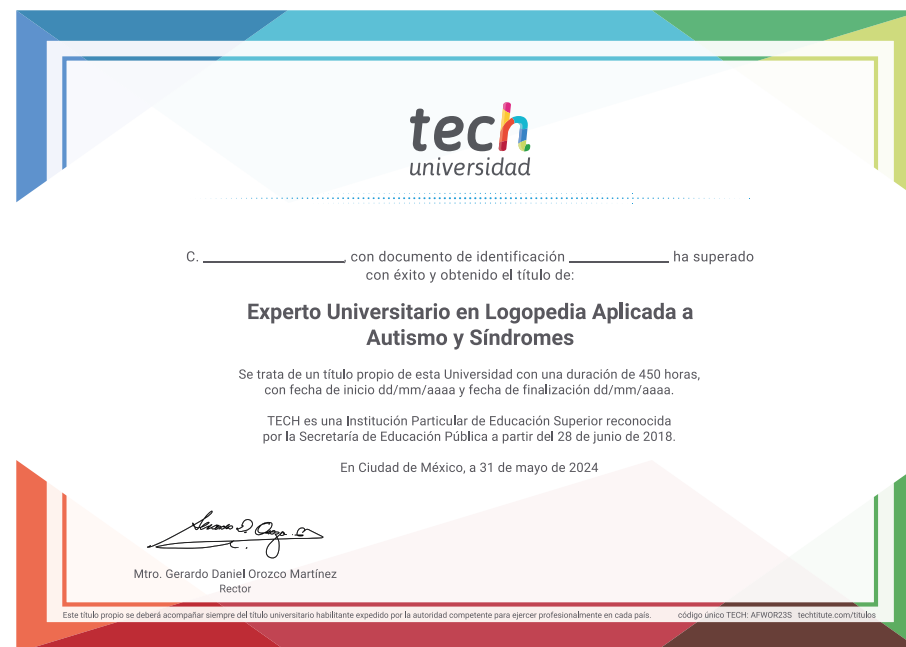 tech
universidad
C. ____________, con documento de identificación ____________ ha superado
con éxito y obtenido el título de:
Experto Universitario en Logopedia Aplicada a
Autismo y Síndromes
Se trata de un título propio de esta Universidad con una duración de 450 horas,
con fecha de inicio dd/mm/aaaa y fecha de finalización dd/mm/aaaa.
TECH es una Institución Particular de Educación Superior reconocida
por la Secretaría de Educación Pública a partir del 28 de junio de 2018.
En Ciudad de México, a 31 de mayo de 2024
Mtro. Gerardo Daniel Orozco Martínez
Rector
Este título propio se deberá acompañar siempre del título universitario habilitante expedido por la autoridad competente para ejercer profesionalmente en cada país. código único TECH: AFWOR23S techtitute.com/titulos